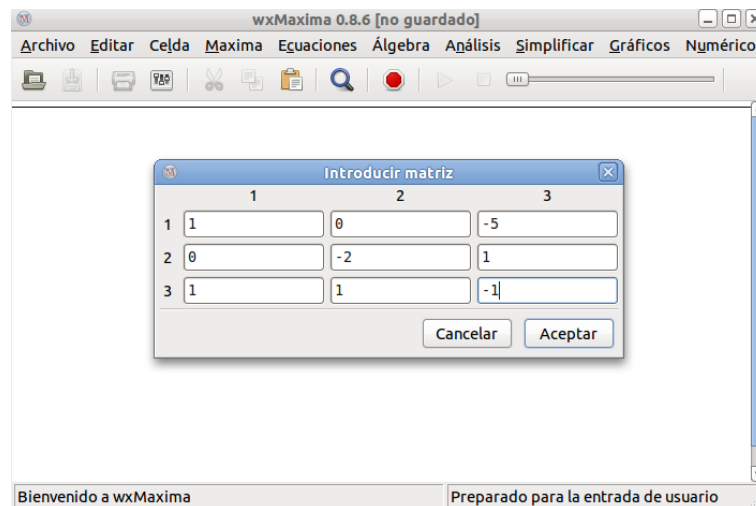 wxMaxima 0.8.6 [no guardado]
Archivo Editar Celda Maxima Ecuaciones Álgebra Análisis Simplificar Gráficos Numérico
Introducir matriz
1 2 3
1 1 0 -5
2 0 -2 1
3 1 1 -1
Cancelar Aceptar
Bienvenido a wxMaxima Preparado para la entrada de usuario